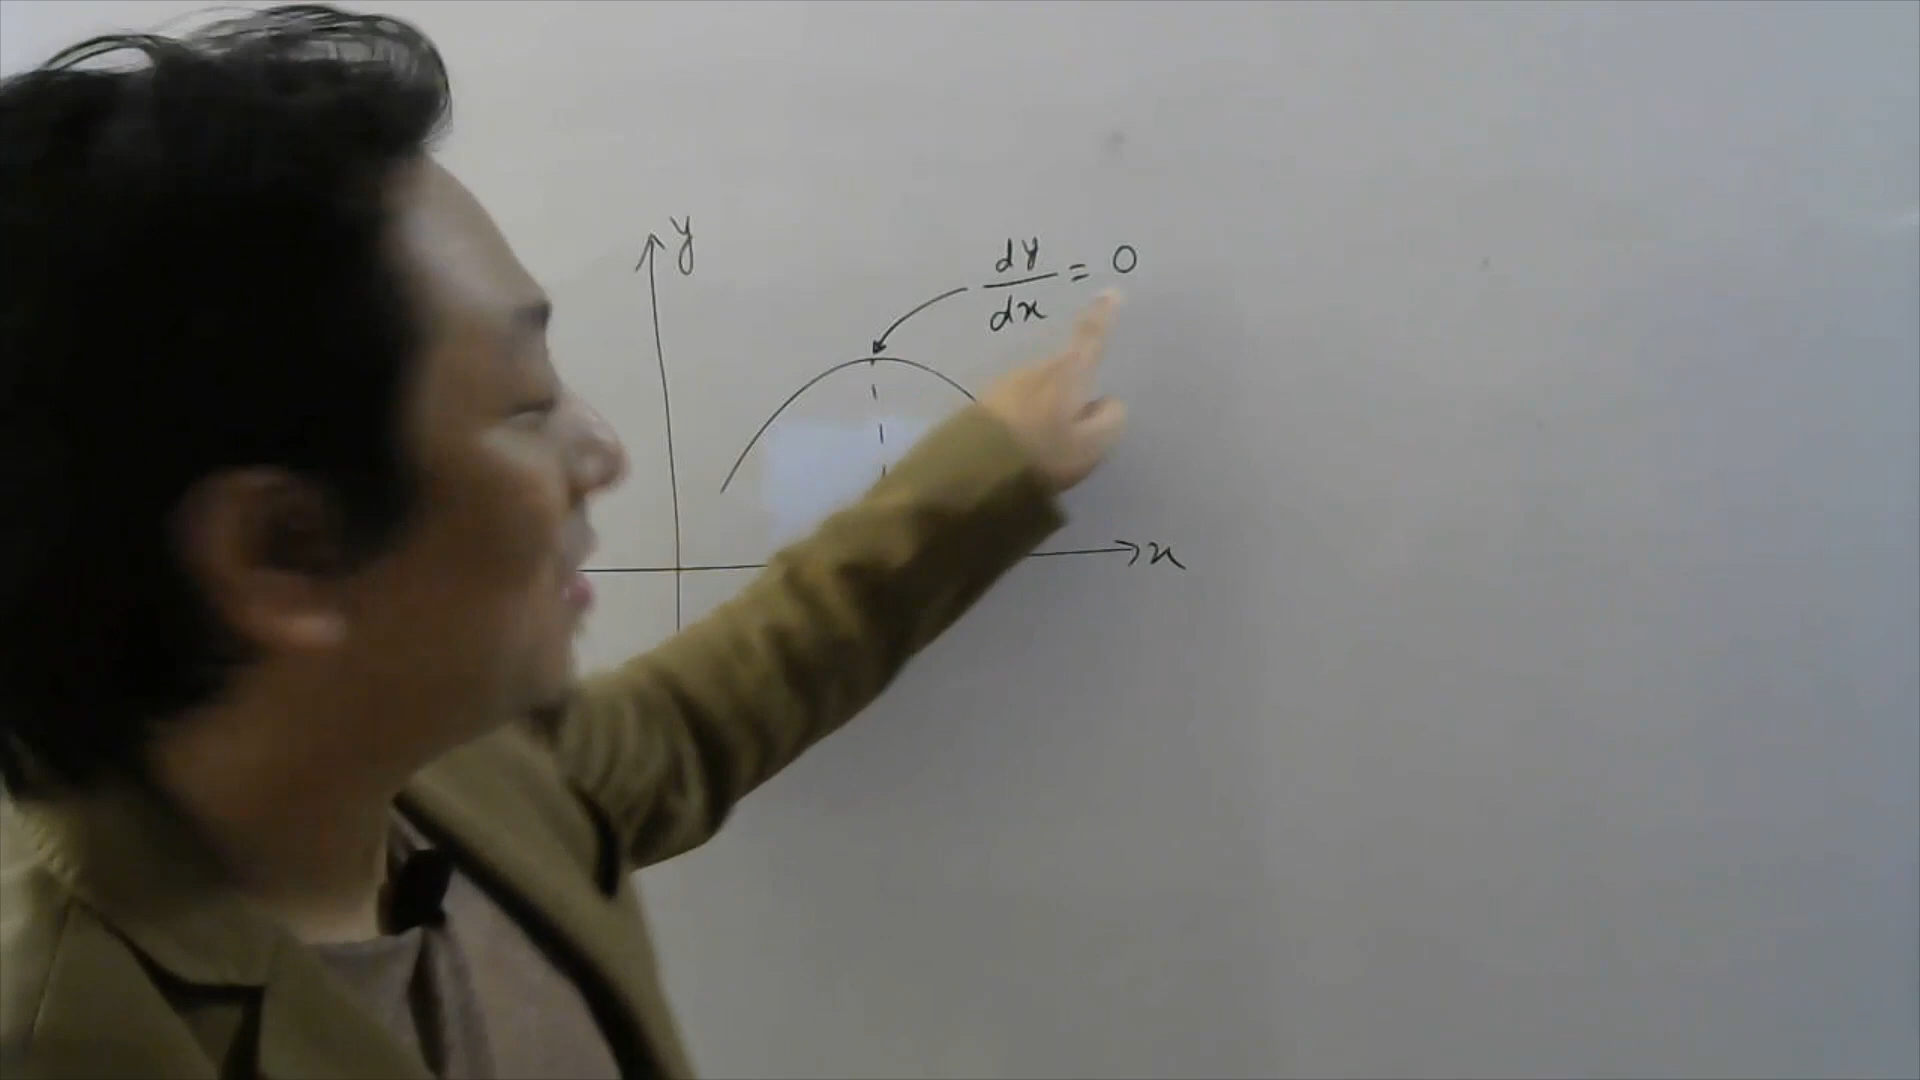 y
dy/dx = 0
x